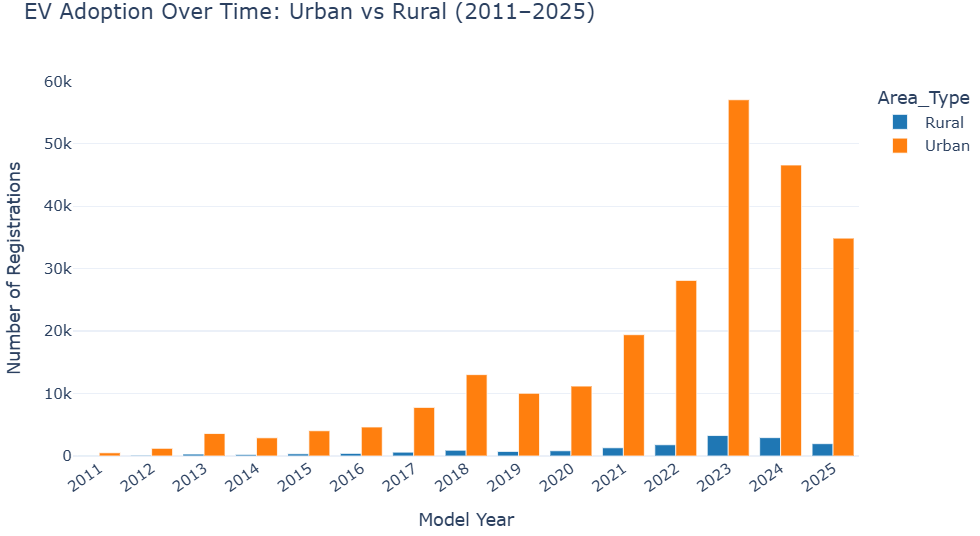 EV Adoption Over Time: Urban vs Rural (2011–2025)
60k
50k
40k
30k
20k
10k
0
Number of Registrations
2011
2012
2013
2014
2015
2016
2017
2018
2019
2020
2021
2022
2023
2024
2025
Model Year
Area_Type
Rural
Urban